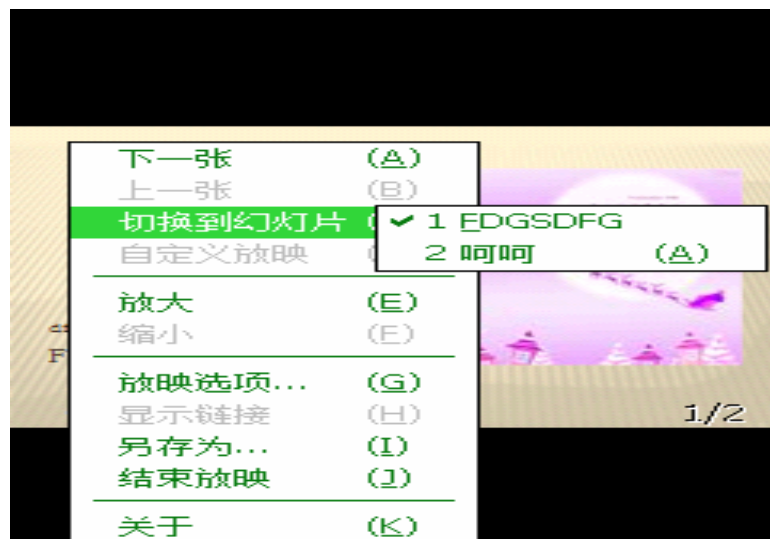 下一张 (A)
上一张 (B)
切换到幻灯片 (
自定义放映 (
✔ 1 FDGSDFG
2 呵呵 (A)
放大 (E)
缩小 (F)
放映选项... (G)
显示链接 (H)
另存为... (I)
结束放映 (J)
关于 (K)
F
1/2